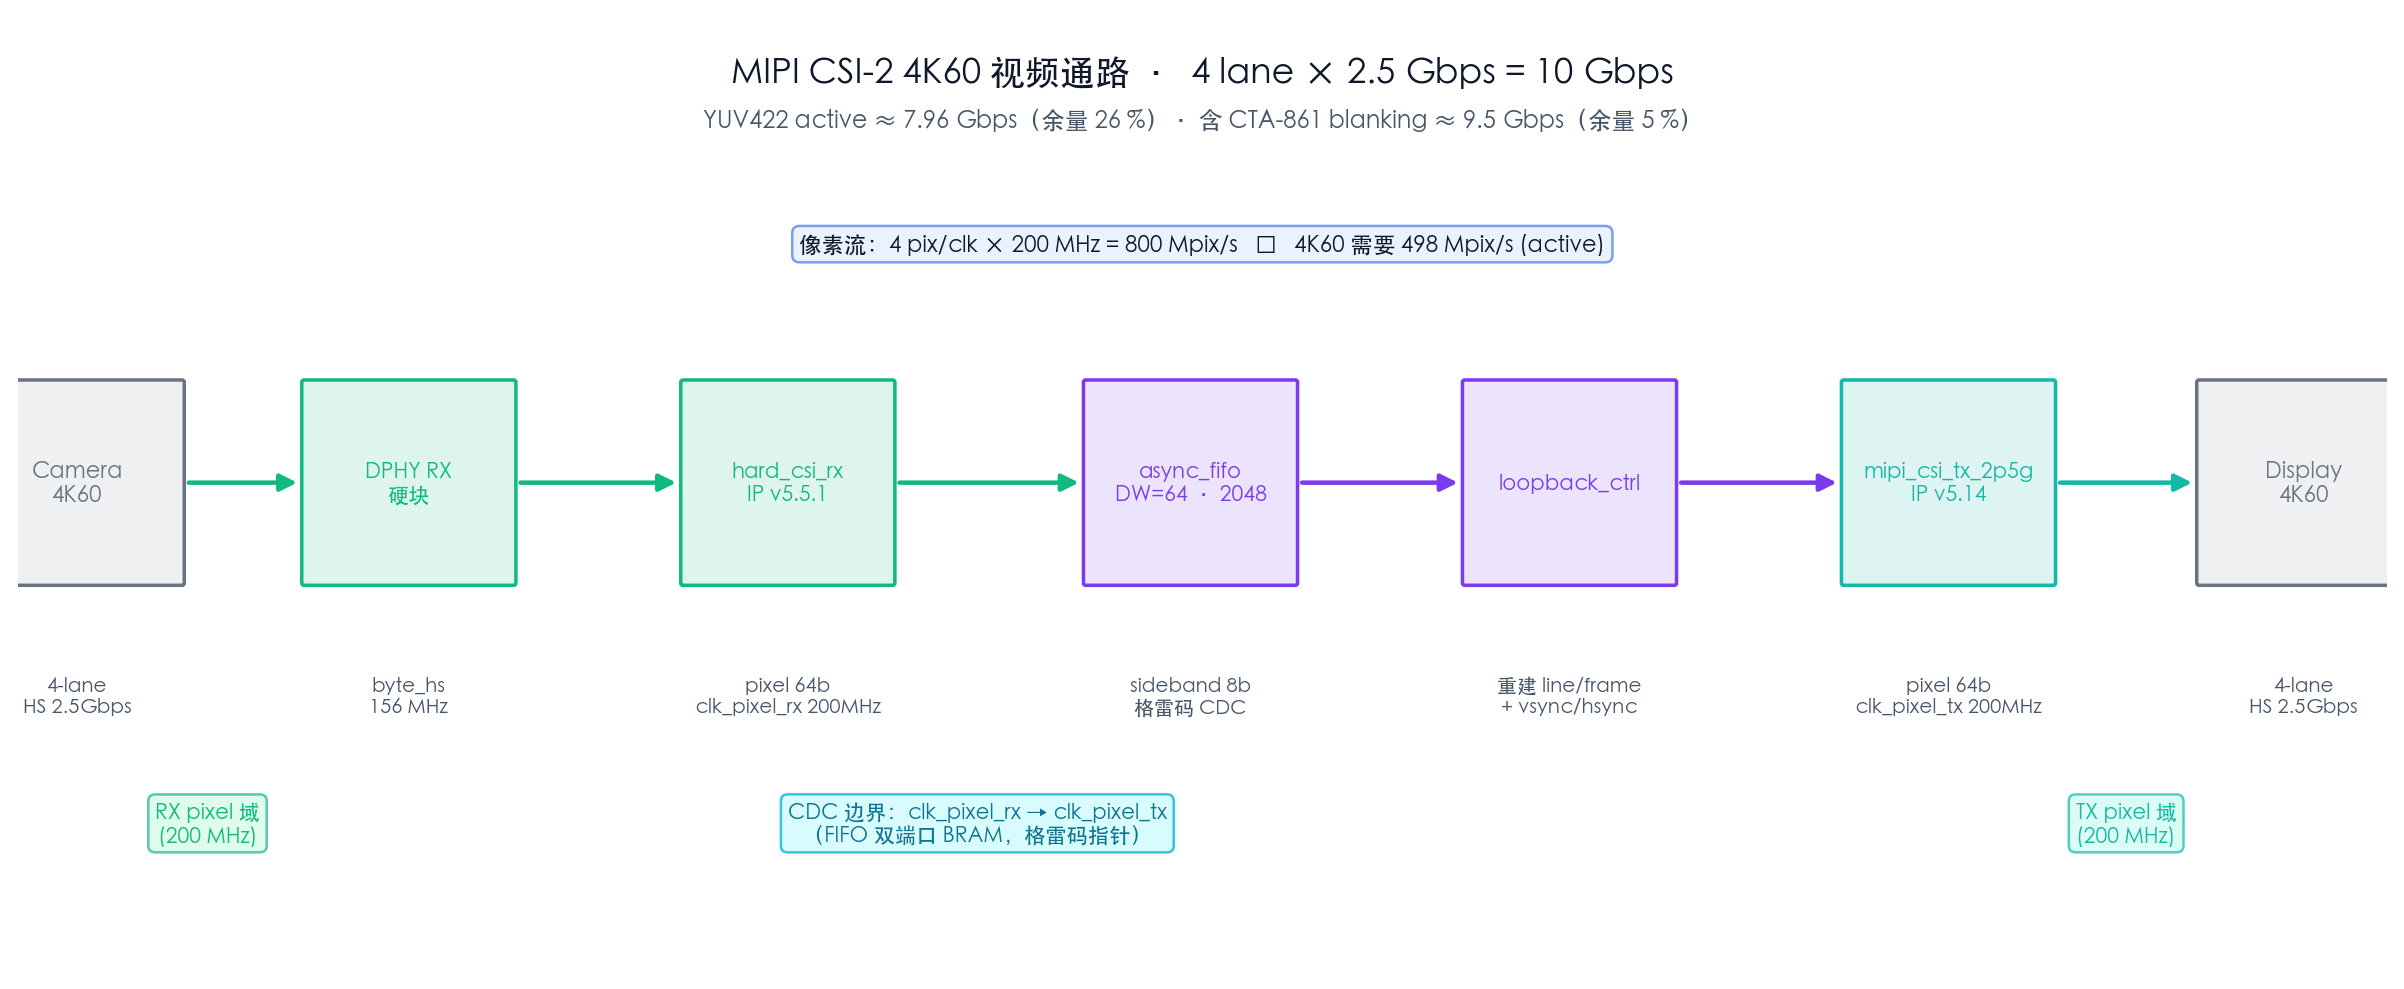 MIPI CSI-2 4K60 视频通路 · 4 lane × 2.5 Gbps = 10 Gbps
YUV422 active ≈ 7.96 Gbps（余量 26 %） · 含 CTA-861 blanking ≈ 9.5 Gbps（余量 5 %）
像素流：4 pix/clk × 200 MHz = 800 Mpix/s □ 4K60 需要 498 Mpix/s (active)
Camera
4K60
DPHY RX
硬块
hard_csi_rx
IP v5.5.1
async_fifo
DW=64 · 2048
loopback_ctrl
mipi_csi_tx_2p5g
IP v5.14
Display
4K60
4-lane
HS 2.5Gbps
byte_hs
156 MHz
pixel 64b
clk_pixel_rx 200MHz
sideband 8b
格雷码 CDC
重建 line/frame
+ vsync/hsync
pixel 64b
clk_pixel_tx 200MHz
4-lane
HS 2.5Gbps
RX pixel 域
(200 MHz)
CDC 边界：clk_pixel_rx → clk_pixel_tx
（FIFO 双端口 BRAM，格雷码指针）
TX pixel 域
(200 MHz)